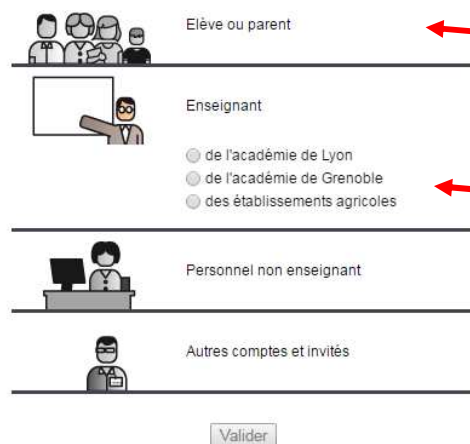 Elève ou parent
Enseignant
de l'académie de Lyon
de l'académie de Grenoble
des établissements agricoles
Personnel non enseignant
Autres comptes et invités
Valider